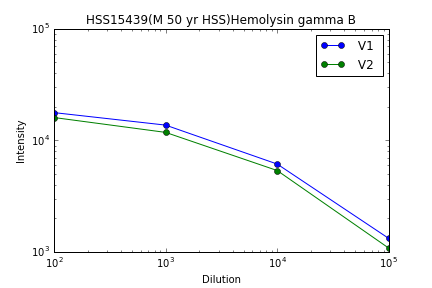 HSS15439(M 50 yr HSS)Hemolysin gamma B
10^5
V1
V2
10^4
Intensity
10^3
10^2 10^3 10^4 10^5
Dilution